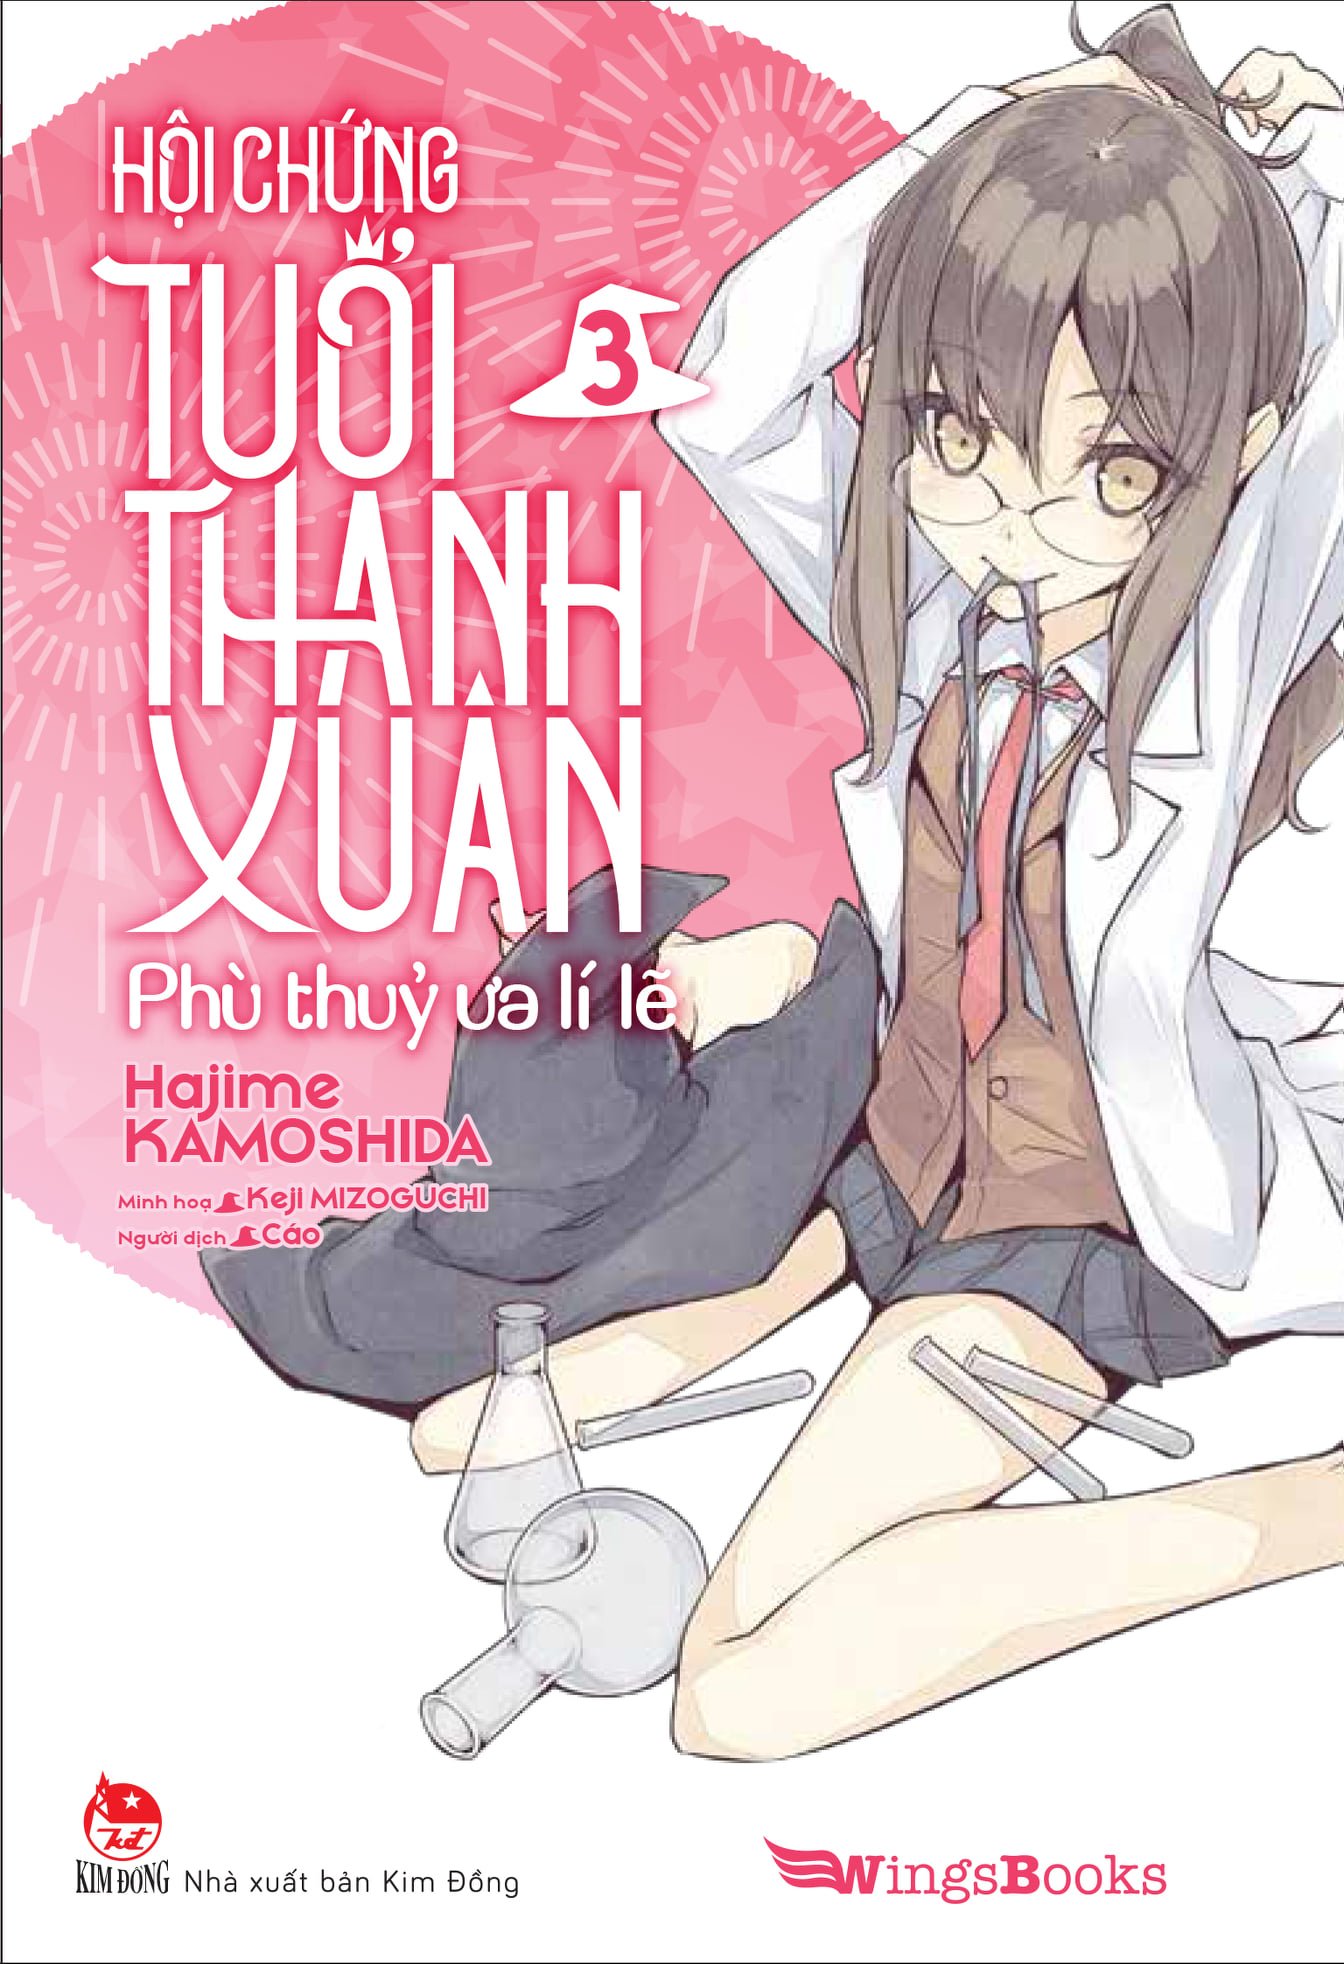 HỘI CHỨNG
TUỔI
3
THANH
XUÂN
Phù thuỷ ưa lí lẽ
Hajime
KAMOSHIDA
Minh hoạ Keji MIZOGUCHI
Người dịch Cáo
kđ
KIM ĐỒNG Nhà xuất bản Kim Đồng
WingsBooks